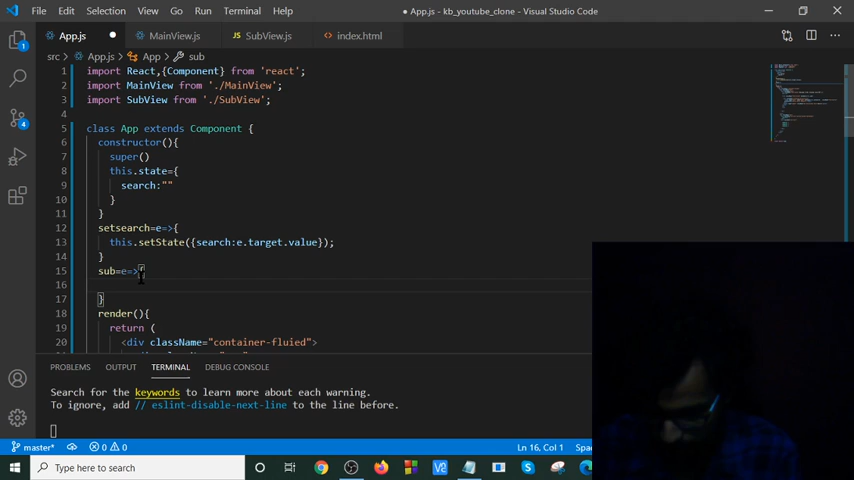 File Edit Selection View Go Run Terminal Help
● App.js - kb_youtube_clone - Visual Studio Code
App.js MainView.js SubView.js index.html
src > App.js > App > sub
1 import React,{Component} from 'react';
2 import MainView from './MainView';
3 import SubView from './SubView';
4
5 class App extends Component {
6 constructor(){
7 super()
8 this.state={
9 search:""
10 }
11 }
12 setsearch=e=>{
13 this.setState({search:e.target.value});
14 }
15 sub=e=>{
16
17 }
18 render(){
19 return (
20 <div className="container-fluied">
PROBLEMS OUTPUT TERMINAL DEBUG CONSOLE
Search for the keywords to learn more about each warning.
To ignore, add // eslint-disable-next-line to the line before.
master* 0 0 Ln 16, Col 1
Type here to search